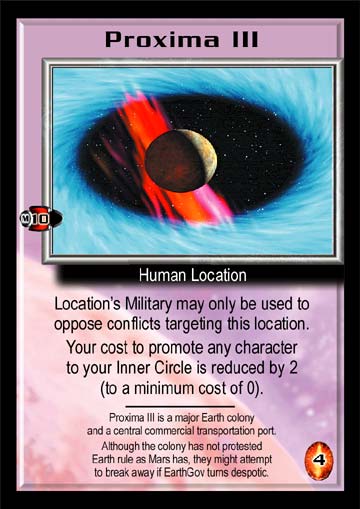 Proxima III
M 10
Human Location
Location's Military may only be used to
oppose conflicts targeting this location.
Your cost to promote any character
to your Inner Circle is reduced by 2
(to a minimum cost of 0).
Proxima III is a major Earth colony
and a central commercial transportation port.
Although the colony has not protested
Earth rule as Mars has, they might attempt
to break away if EarthGov turns despotic.
4